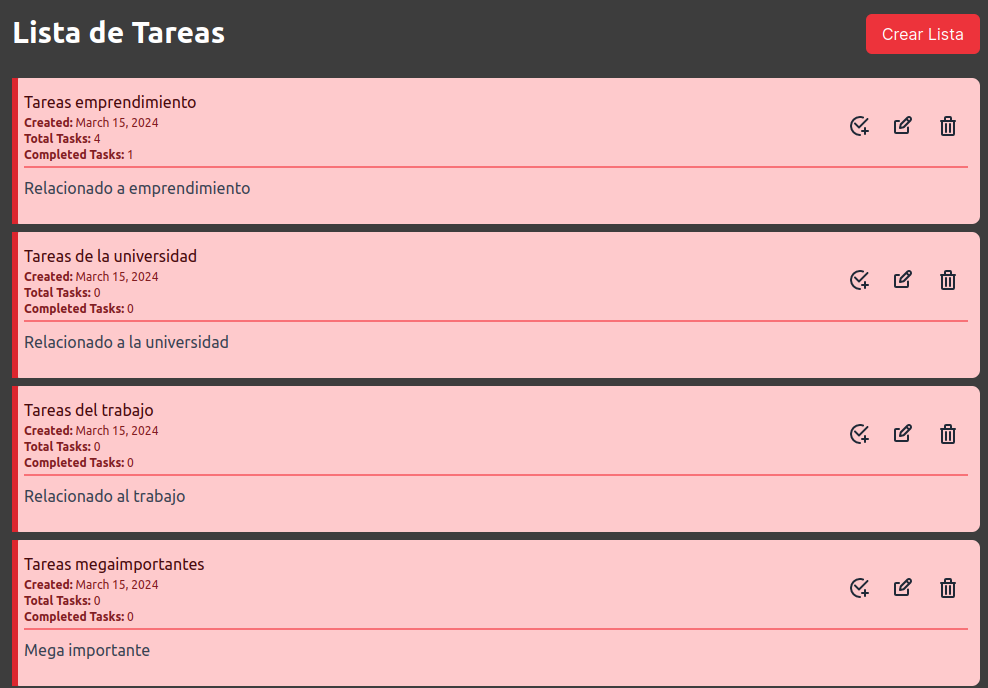 Lista de Tareas
Crear Lista
Tareas emprendimiento
Created: March 15, 2024
Total Tasks: 4
Completed Tasks: 1
Relacionado a emprendimiento
Tareas de la universidad
Created: March 15, 2024
Total Tasks: 0
Completed Tasks: 0
Relacionado a la universidad
Tareas del trabajo
Created: March 15, 2024
Total Tasks: 0
Completed Tasks: 0
Relacionado al trabajo
Tareas megaimportantes
Created: March 15, 2024
Total Tasks: 0
Completed Tasks: 0
Mega importante